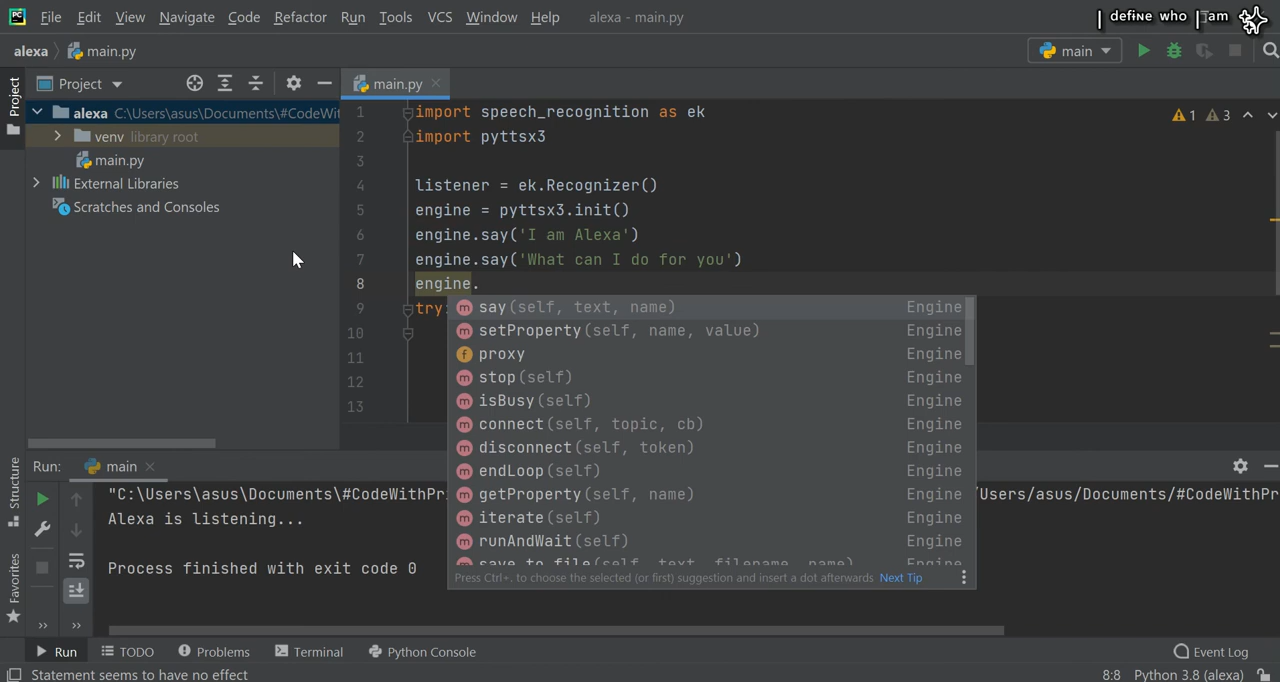 PC File Edit View Navigate Code Refactor Run Tools VCS Window Help alexa - main.py
| define who I am
alexa main.py main
Project main.py
Project
alexa C:\Users\asus\Documents\#CodeWit
venv library root
main.py
External Libraries
Scratches and Consoles
1 import speech_recognition as ek
1 3
2 import pyttsx3
3
4 listener = ek.Recognizer()
5 engine = pyttsx3.init()
6 engine.say('I am Alexa')
7 engine.say('What can I do for you')
8 engine.
9 try:
10
11
12
13
m say(self, text, name) Engine
m setProperty(self, name, value) Engine
f proxy Engine
m stop(self) Engine
m isBusy(self) Engine
m connect(self, topic, cb) Engine
m disconnect(self, token) Engine
m endLoop(self) Engine
m getProperty(self, name) Engine
m iterate(self) Engine
m runAndWait(self) Engine
m save_to_file(self, text, filename, name) Engine
Press Ctrl+. to choose the selected (or first) suggestion and insert a dot afterwards Next Tip
Structure
Favorites
Run: main
"C:\Users\asus\Documents\#CodeWithPr /Users/asus/Documents/#CodeWithPr
Alexa is listening...
Process finished with exit code 0
Run TODO Problems Terminal Python Console Event Log
Statement seems to have no effect 8:8 Python 3.8 (alexa)